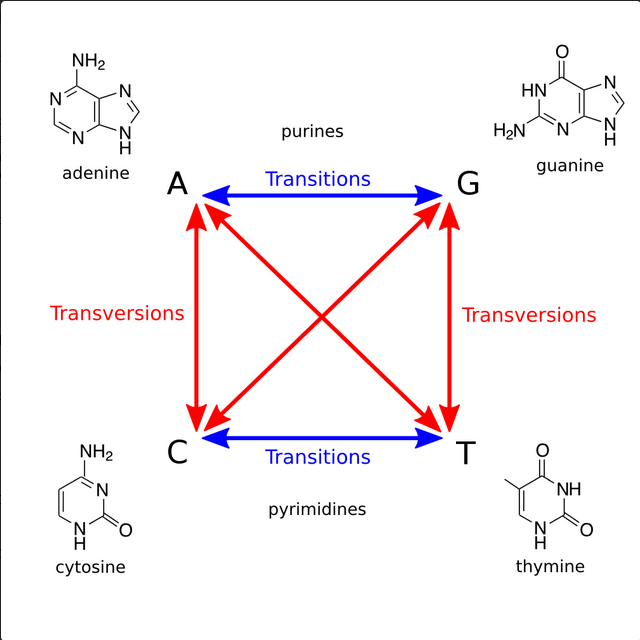 NH₂
N
N
N
N
H
adenine
purines
O
HN
N
H₂N
N
N
H
guanine
A
Transitions
G
Transversions
Transversions
C
Transitions
T
NH₂
N
N
H
O
cytosine
pyrimidines
O
NH
N
H
O
thymine